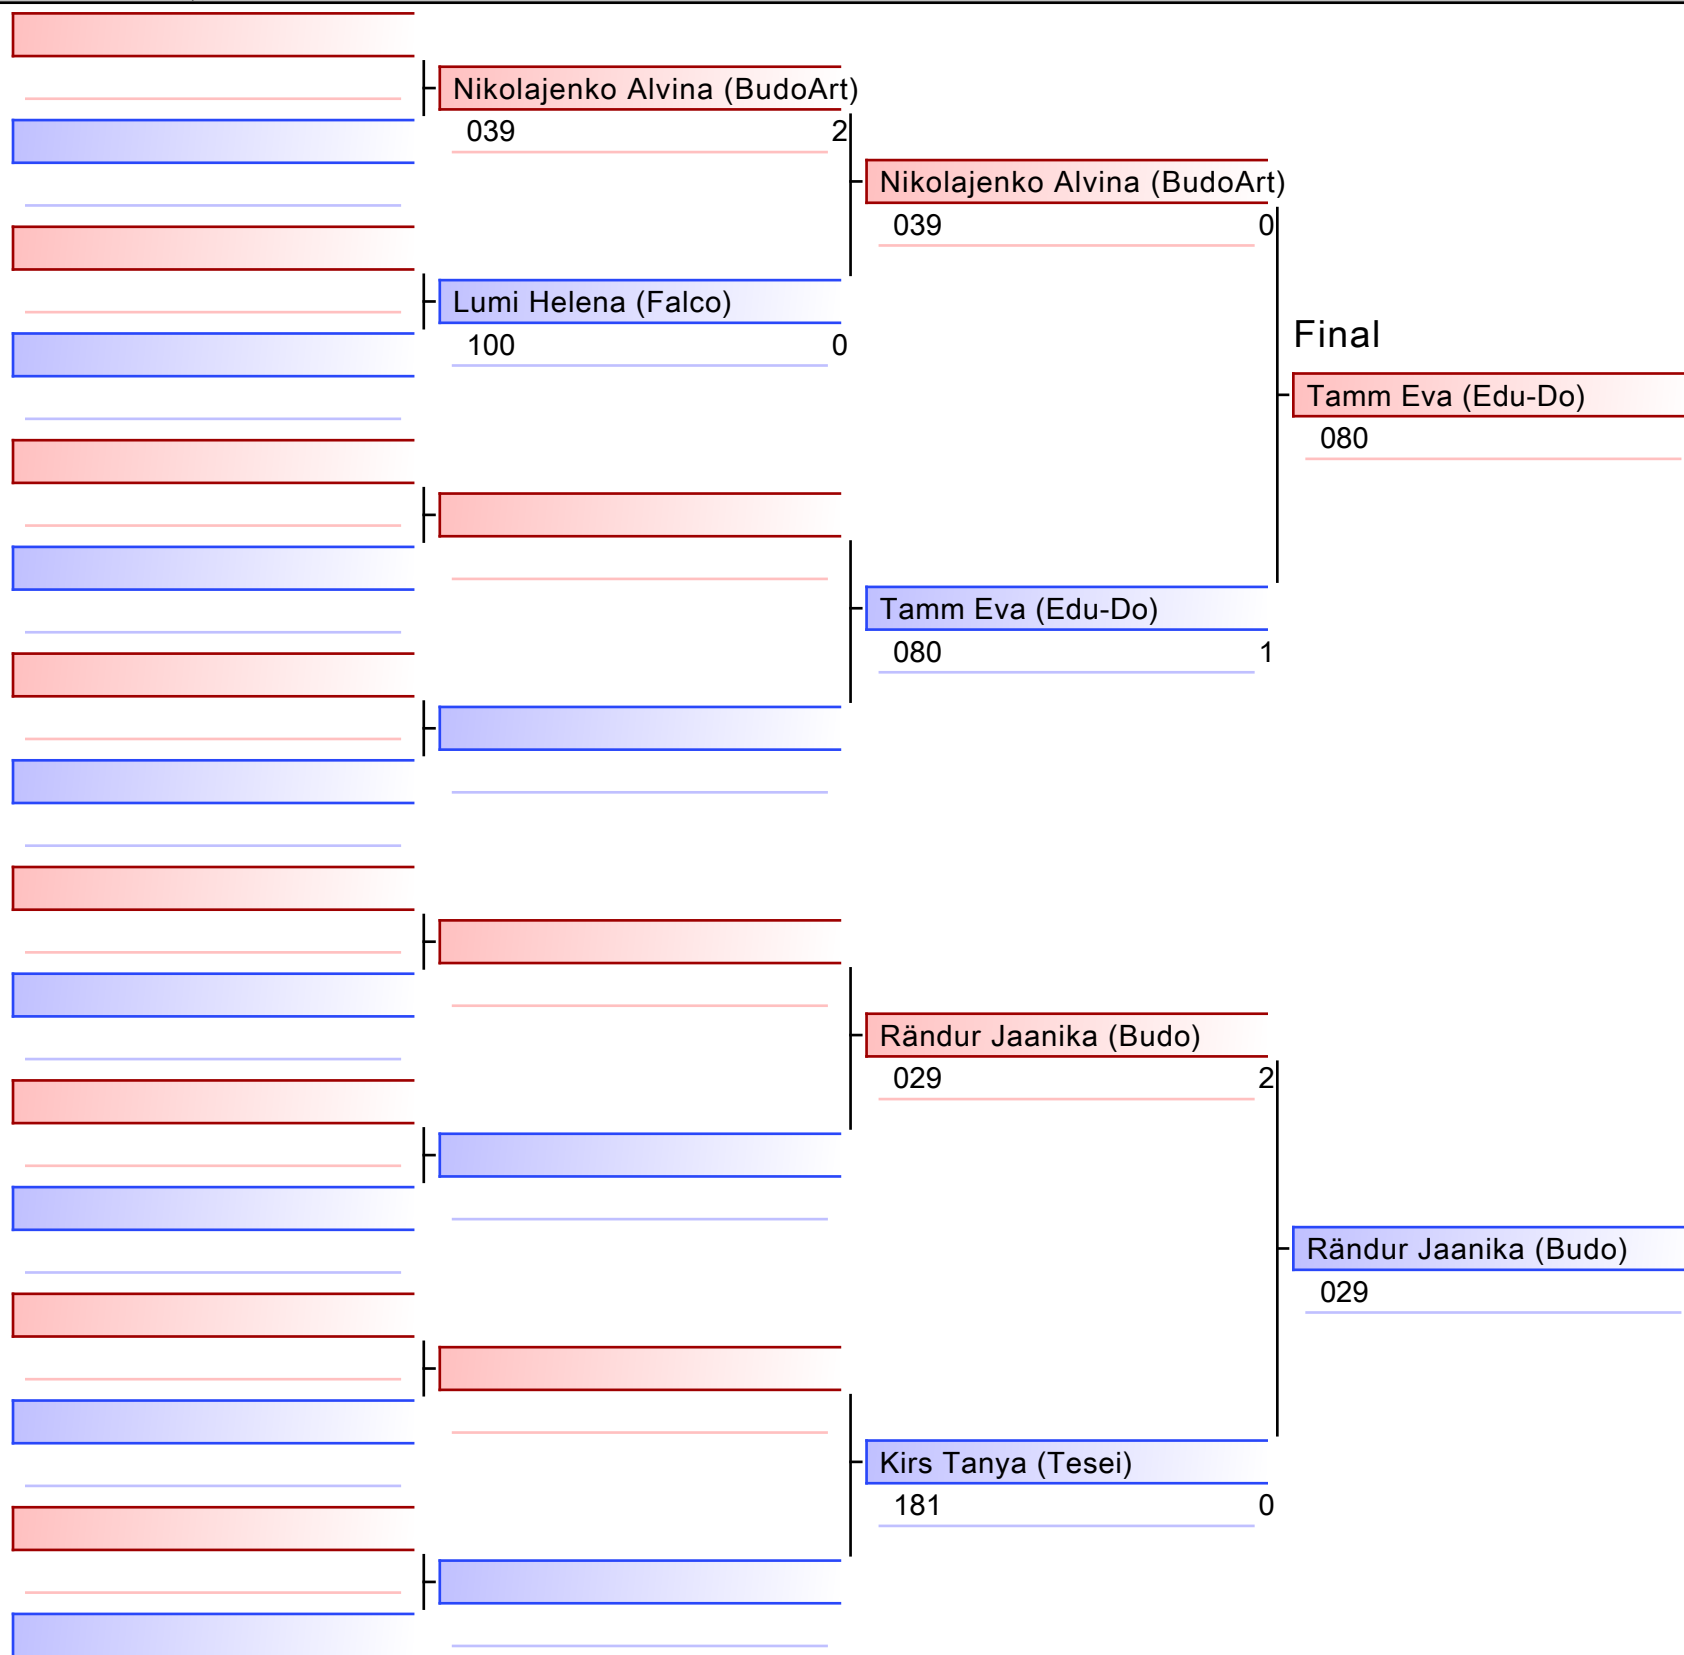 Nikolajenko Alvina (BudoArt)
039 2
Nikolajenko Alvina (BudoArt)
039 0
Lumi Helena (Falco)
100 0
Final
Tamm Eva (Edu-Do)
080
Tamm Eva (Edu-Do)
080 1
Rändur Jaanika (Budo)
029 2
Rändur Jaanika (Budo)
029
Kirs Tanya (Tesei)
181 0